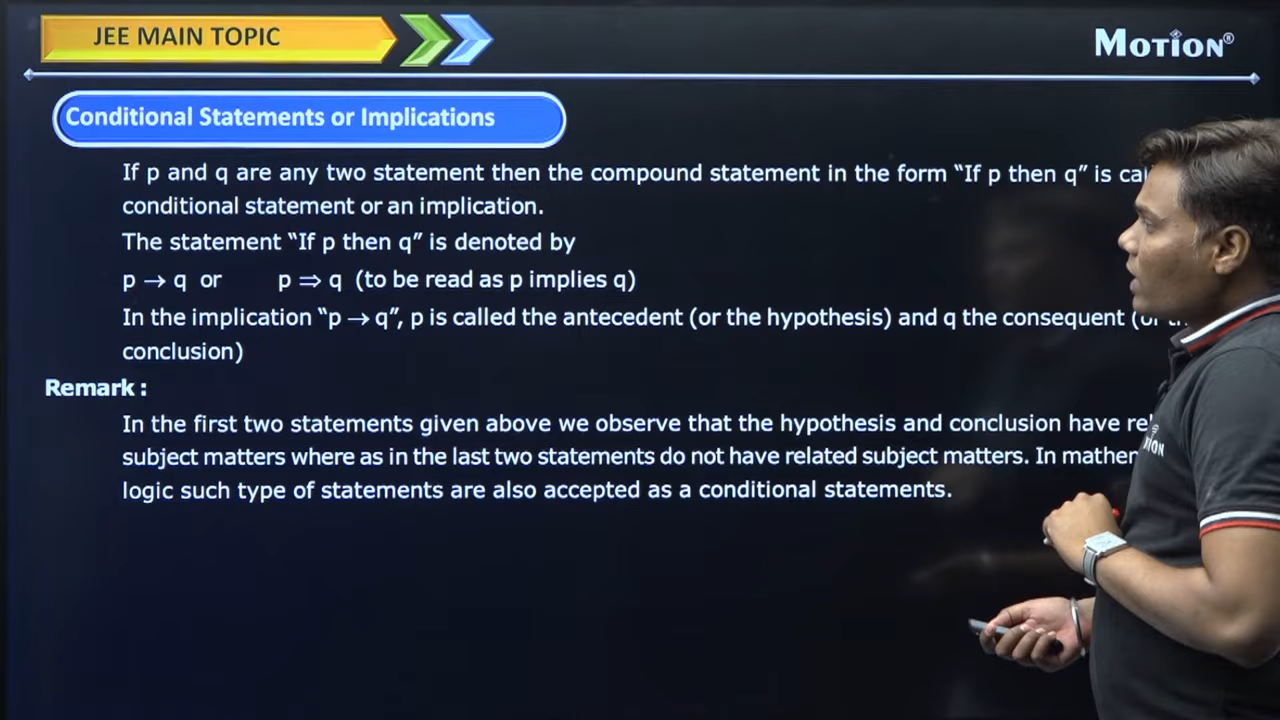 JEE MAIN TOPIC
MOTION®
Conditional Statements or Implications
If p and q are any two statement then the compound statement in the form “If p then q” is
conditional statement or an implication.
The statement “If p then q” is denoted by
p → q or p ⇒ q (to be read as p implies q)
In the implication “p → q”, p is called the antecedent (or the hypothesis) and q the consequent (or
conclusion)
Remark :
In the first two statements given above we observe that the hypothesis and conclusion have
subject matters where as in the last two statements do not have related subject matters. In
logic such type of statements are also accepted as a conditional statements.